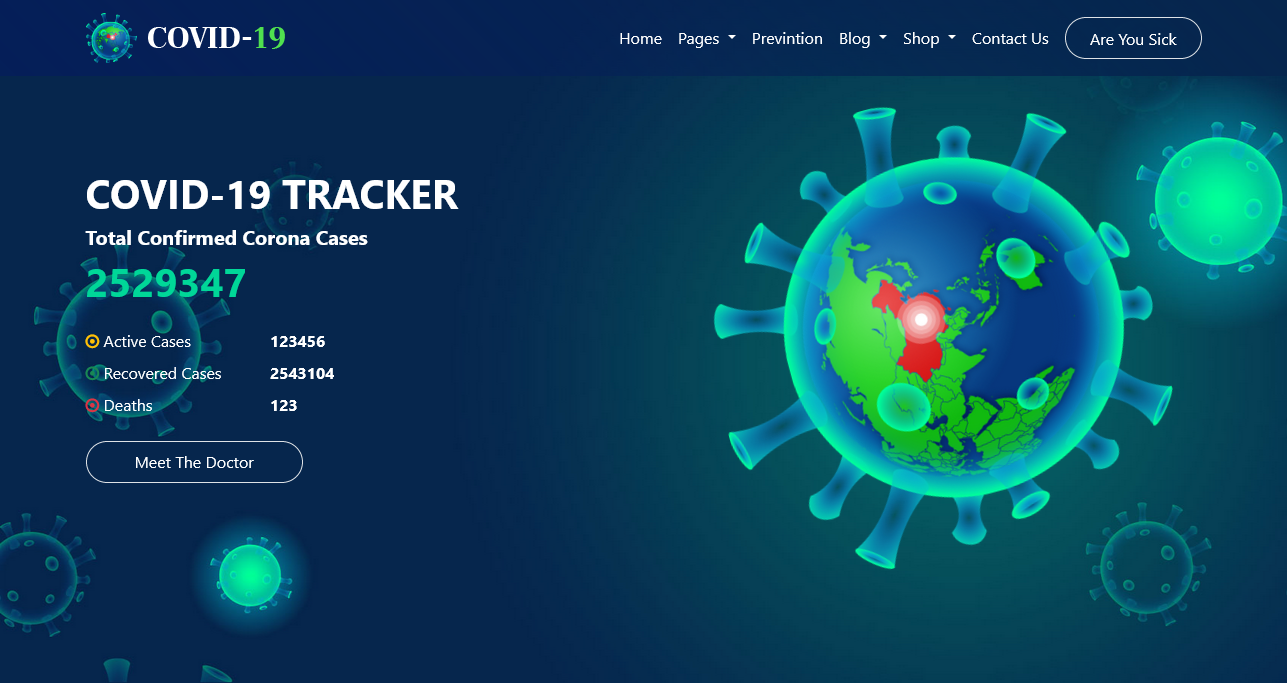 COVID-19
Home Pages Previntion Blog Shop Contact Us Are You Sick
COVID-19 TRACKER
Total Confirmed Corona Cases
2529347
Active Cases 123456
Recovered Cases 2543104
Deaths 123
Meet The Doctor